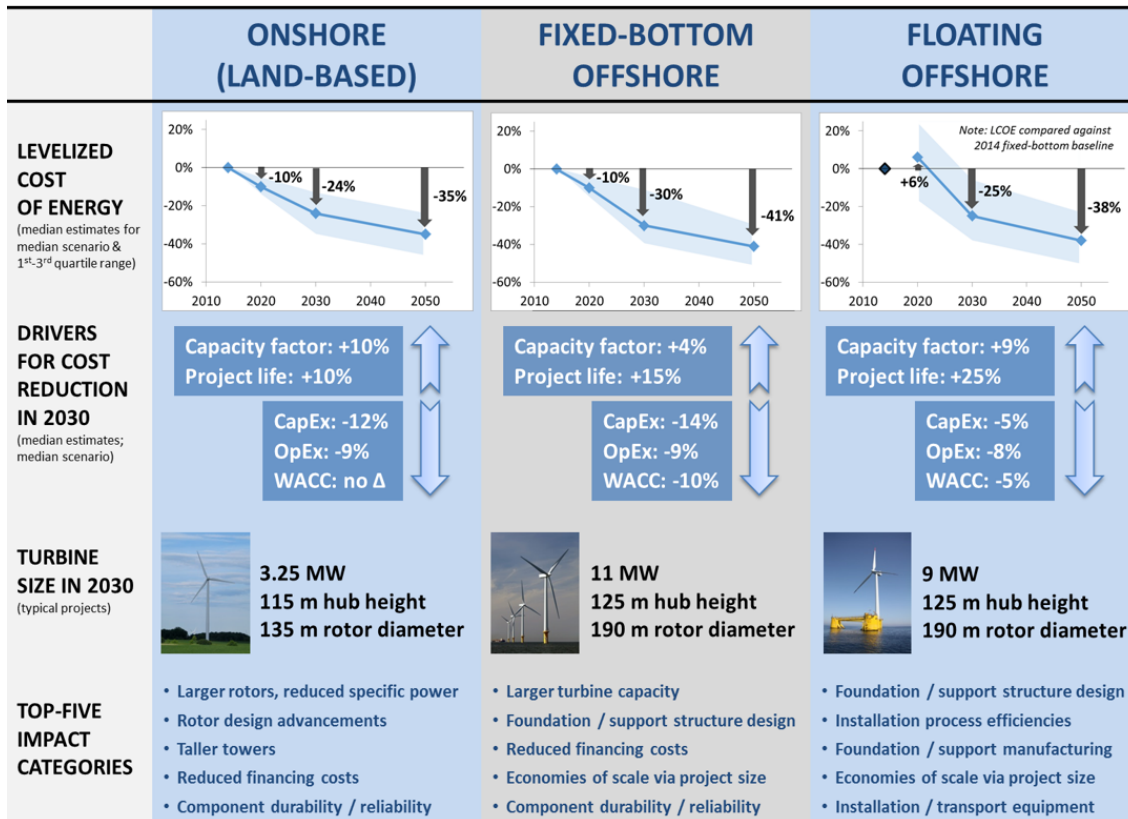 ONSHORE
(LAND-BASED)
FIXED-BOTTOM
OFFSHORE
FLOATING
OFFSHORE
LEVELIZED
COST
OF ENERGY
(median estimates for
median scenario &
1st-3rd quartile range)
20%
0%
-20%
-40%
-60%
2010 2020 2030 2040 2050
-10%
-24%
-35%
20%
0%
-20%
-40%
-60%
2010 2020 2030 2040 2050
-10%
-30%
-41%
20%
0%
-20%
-40%
-60%
2010 2020 2030 2040 2050
Note: LCOE compared against
2014 fixed-bottom baseline
+6%
-25%
-38%
DRIVERS
FOR COST
REDUCTION
IN 2030
(median estimates;
median scenario)
Capacity factor: +10%
Project life: +10%
CapEx: -12%
OpEx: -9%
WACC: no Δ
Capacity factor: +4%
Project life: +15%
CapEx: -14%
OpEx: -9%
WACC: -10%
Capacity factor: +9%
Project life: +25%
CapEx: -5%
OpEx: -8%
WACC: -5%
TURBINE
SIZE IN 2030
(typical projects)
3.25 MW
115 m hub height
135 m rotor diameter
11 MW
125 m hub height
190 m rotor diameter
9 MW
125 m hub height
190 m rotor diameter
TOP-FIVE
IMPACT
CATEGORIES
• Larger rotors, reduced specific power
• Rotor design advancements
• Taller towers
• Reduced financing costs
• Component durability / reliability
• Larger turbine capacity
• Foundation / support structure design
• Reduced financing costs
• Economies of scale via project size
• Component durability / reliability
• Foundation / support structure design
• Installation process efficiencies
• Foundation / support manufacturing
• Economies of scale via project size
• Installation / transport equipment